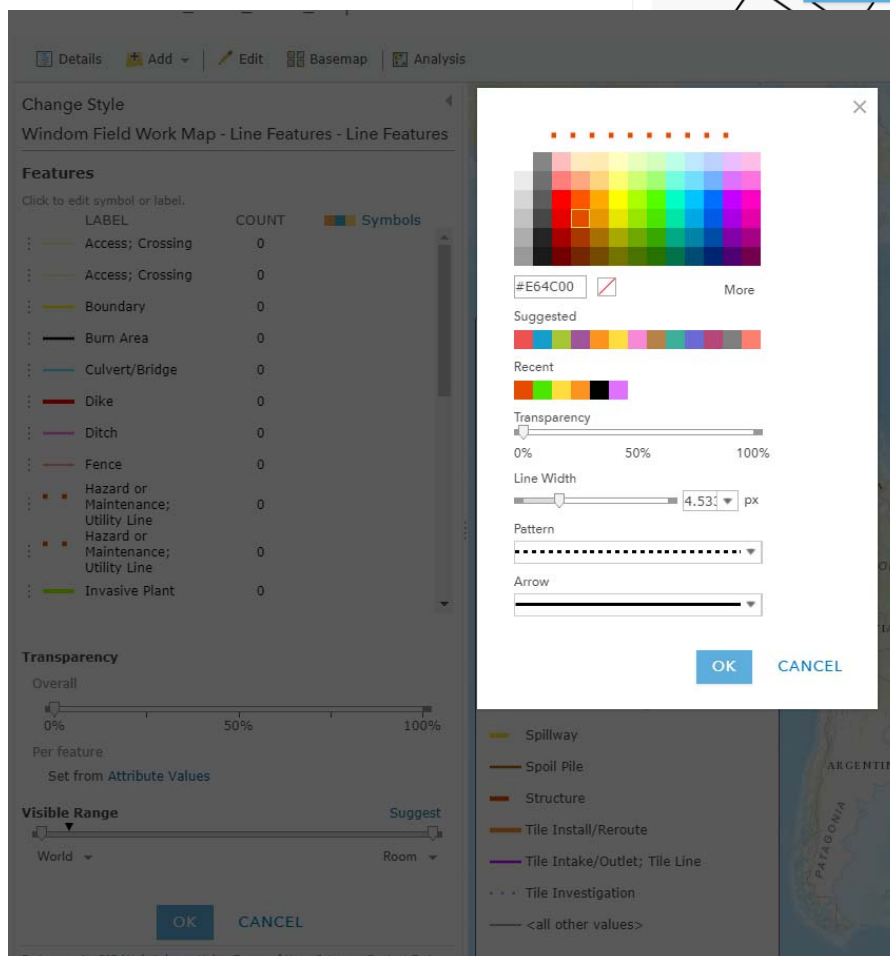 Details Add Edit Basemap Analysis
Change Style
Windom Field Work Map - Line Features - Line Features
Features
Click to edit symbol or label.
LABEL COUNT Symbols
Access; Crossing 0
Access; Crossing 0
Boundary 0
Burn Area 0
Culvert/Bridge 0
Dike 0
Ditch 0
Fence 0
Hazard or
Maintenance; 0
Utility Line
Hazard or
Maintenance; 0
Utility Line
Invasive Plant 0
Transparency
Overall
0% 50% 100%
Per feature
Set from Attribute Values
Visible Range Suggest
World Room
OK CANCEL
#E64C00 More
Suggested
Recent
Transparency
0% 50% 100%
Line Width
4.533 px
Pattern
Arrow
OK CANCEL
Spillway
Spoil Pile
Structure
Tile Install/Reroute
Tile Intake/Outlet; Tile Line
Tile Investigation
<all other values>
ARGENTIN
PATAGONIA